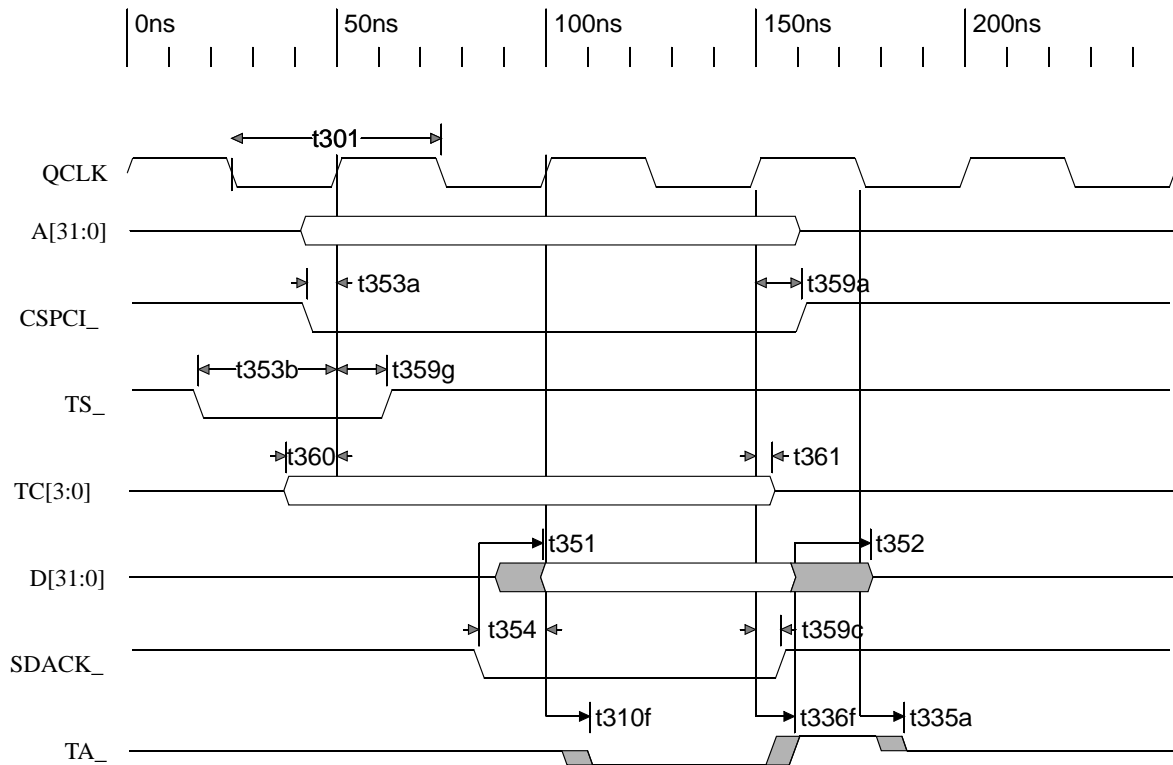 0ns 50ns 100ns 150ns 200ns
t301
QCLK
A[31:0]
t353a t359a
CSPCI_
t353b t359g
TS_
t360 t361
TC[3:0]
t351 t352
D[31:0]
t354 t359c
SDACK_
t310f t336f t335a
TA_